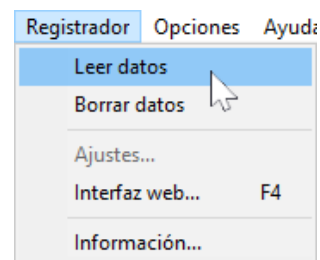 Registrador Opciones Ayuda
Leer datos
Borrar datos
Ajustes...
Interfaz web... F4
Información...